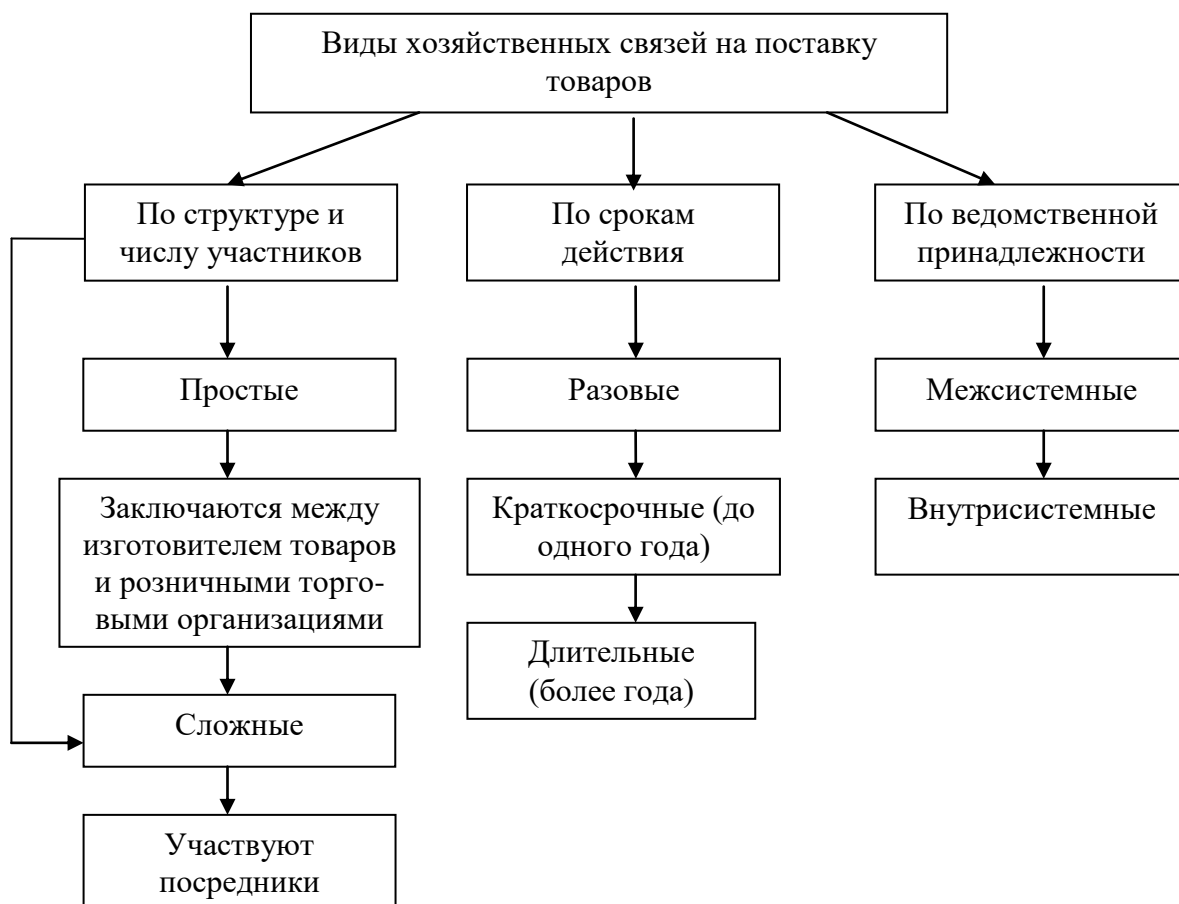 Виды хозяйственных связей на поставку
товаров
По структуре и
числу участников
По срокам
действия
По ведомственной
принадлежности
Простые
Разовые
Межсистемные
Заключаются между
изготовителем товаров
и розничными торго-
выми организациями
Краткосрочные (до
одного года)
Внутрисистемные
Длительные
(более года)
Сложные
Участвуют
посредники